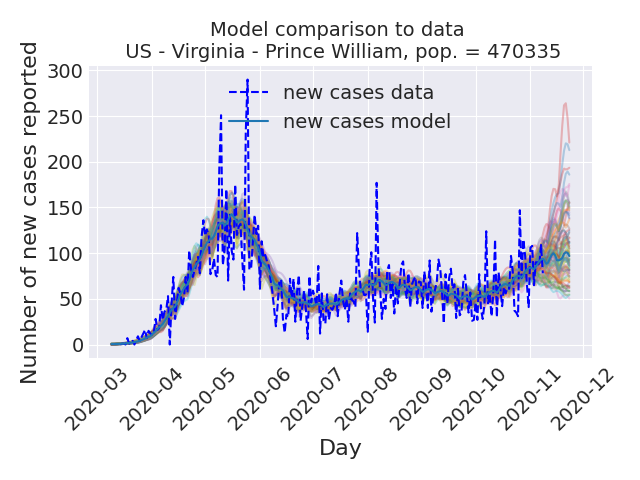 Model comparison to data
US - Virginia - Prince William, pop. = 470335
Number of new cases reported
300
250
200
150
100
50
0
new cases data
new cases model
2020-03
2020-04
2020-05
2020-06
2020-07
2020-08
2020-09
2020-10
2020-11
2020-12
Day